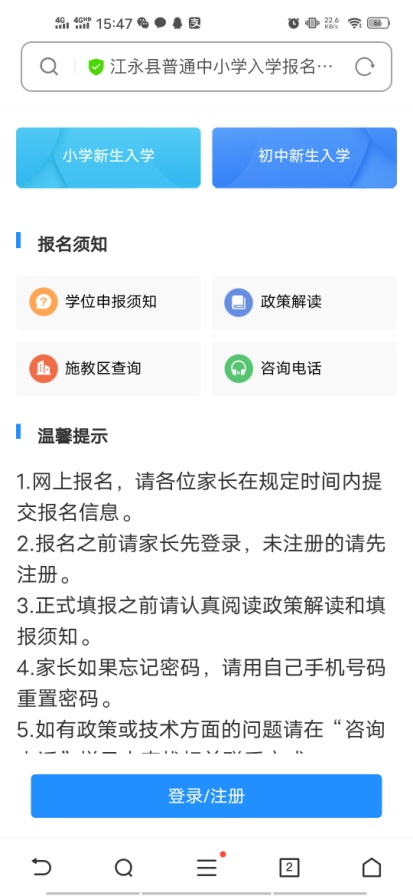 4G 4GHD 15:47 22.6 KB/s 66
江永县普通中小学入学报名…
小学新生入学 初中新生入学
报名须知
学位申报须知 政策解读
施教区查询 咨询电话
温馨提示
1.网上报名，请各位家长在规定时间内提
交报名信息。
2.报名之前请家长先登录，未注册的请先
注册。
3.正式填报之前请认真阅读政策解读和填
报须知。
4.家长如果忘记密码，请用自己手机号码
重置密码。
5.如有政策或技术方面的问题请在“咨询
登录/注册
2